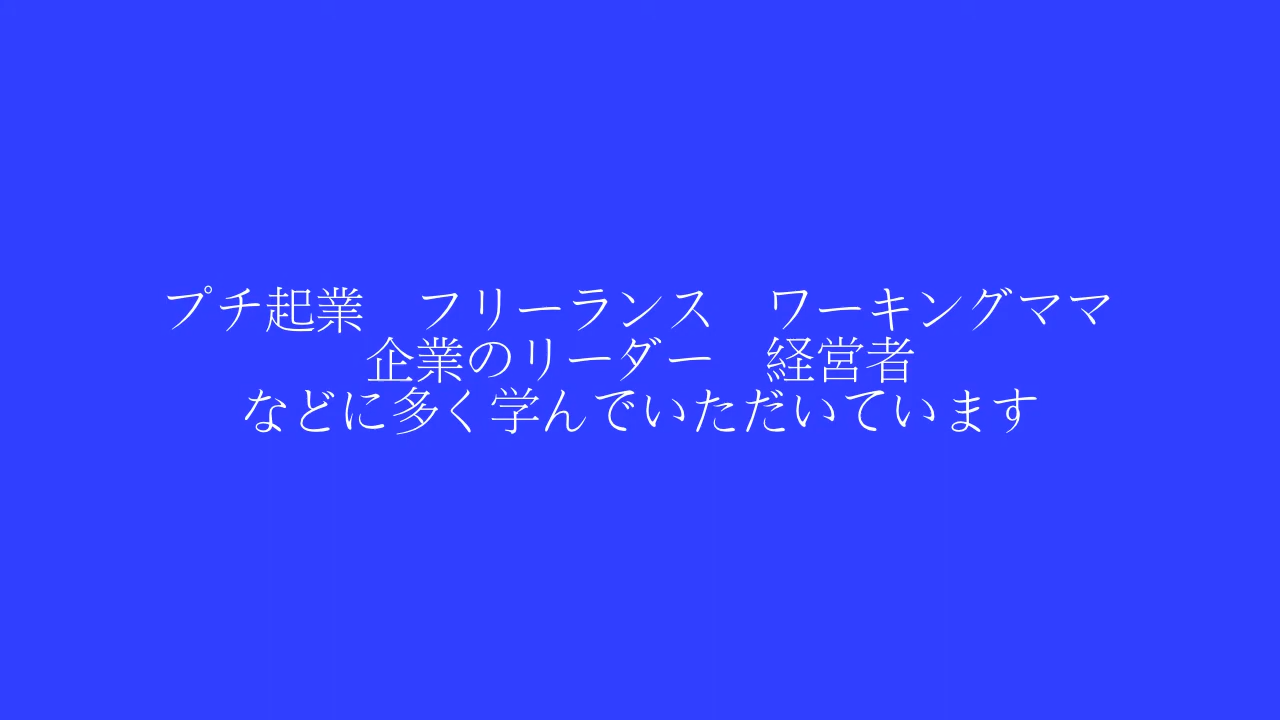 プチ起業　フリーランス　ワーキングママ
企業のリーダー　経営者
などに多く学んでいただいています